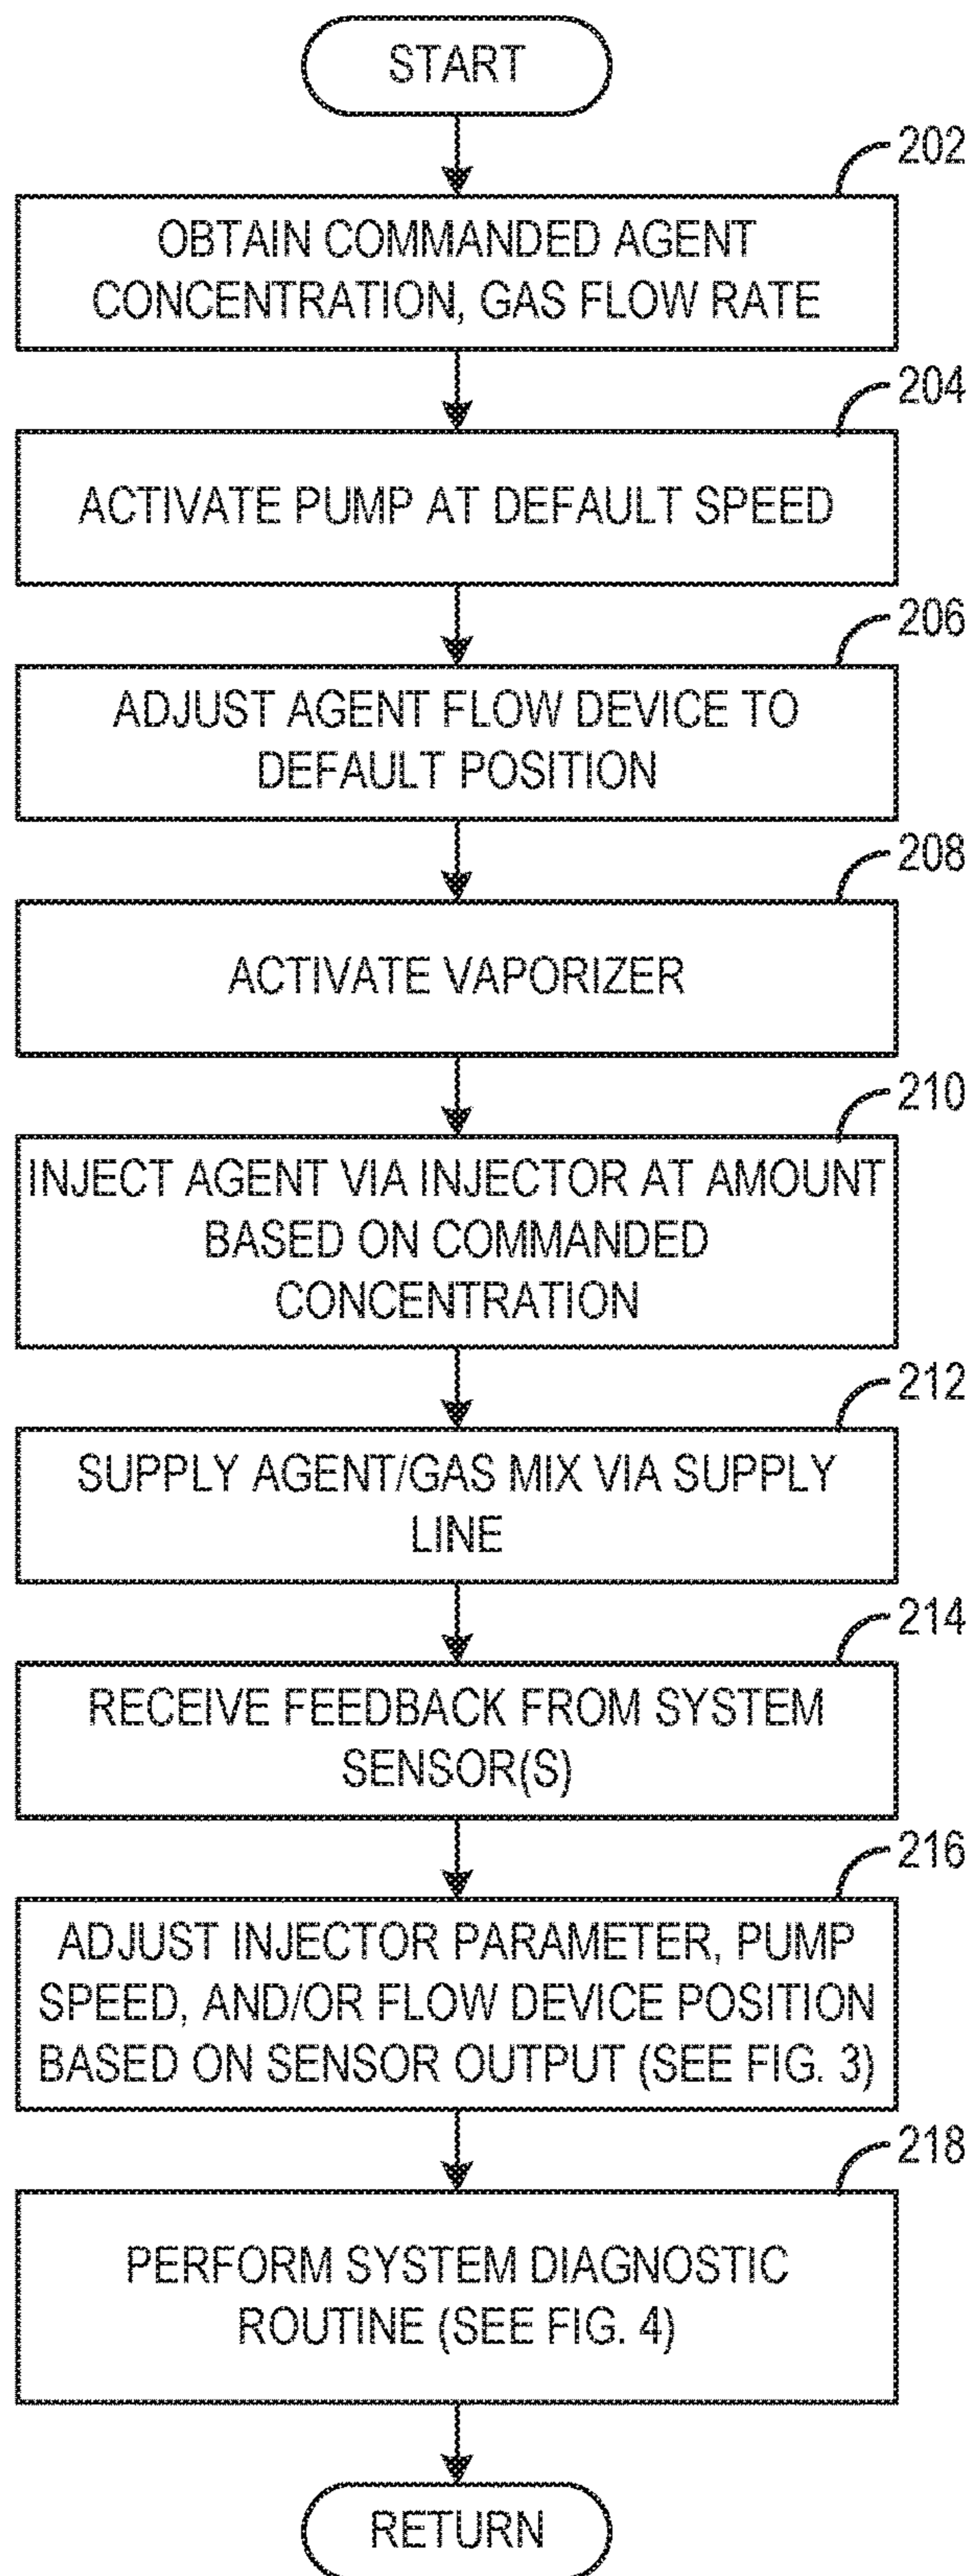 START
202
OBTAIN COMMANDED AGENT
CONCENTRATION, GAS FLOW RATE
204
ACTIVATE PUMP AT DEFAULT SPEED
206
ADJUST AGENT FLOW DEVICE TO
DEFAULT POSITION
208
ACTIVATE VAPORIZER
210
INJECT AGENT VIA INJECTOR AT AMOUNT
BASED ON COMMANDED
CONCENTRATION
212
SUPPLY AGENT/GAS MIX VIA SUPPLY
LINE
214
RECEIVE FEEDBACK FROM SYSTEM
SENSOR(S)
216
ADJUST INJECTOR PARAMETER, PUMP
SPEED, AND/OR FLOW DEVICE POSITION
BASED ON SENSOR OUTPUT (SEE FIG. 3)
218
PERFORM SYSTEM DIAGNOSTIC
ROUTINE (SEE FIG. 4)
RETURN